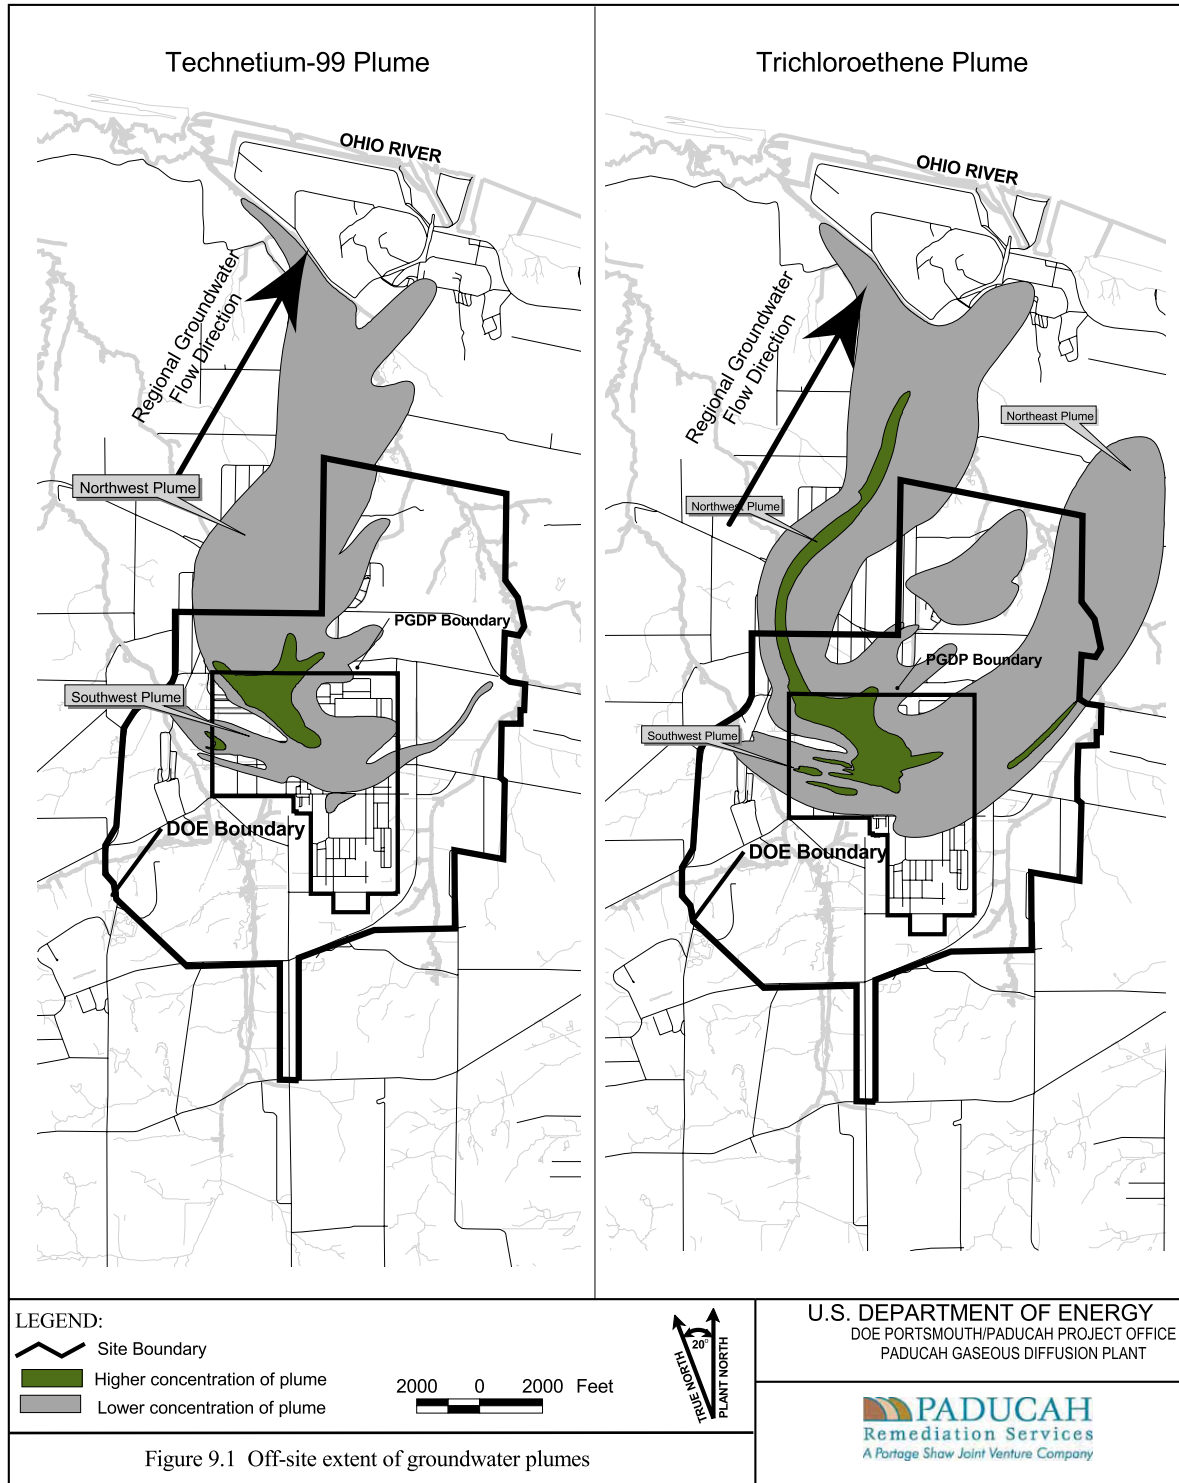 Technetium-99 Plume
OHIO RIVER
Regional Groundwater
Flow Direction
Northwest Plume
PGDP Boundary
Southwest Plume
DOE Boundary
Trichloroethene Plume
OHIO RIVER
Regional Groundwater
Flow Direction
Northeast Plume
Northwest Plume
PGDP Boundary
Southwest Plume
DOE Boundary
LEGEND:
Site Boundary
Higher concentration of plume
Lower concentration of plume
2000 0 2000 Feet
20°
TRUE NORTH
PLANT NORTH
Figure 9.1 Off-site extent of groundwater plumes
U.S. DEPARTMENT OF ENERGY
DOE PORTSMOUTH/PADUCAH PROJECT OFFICE
PADUCAH GASEOUS DIFFUSION PLANT
PADUCAH
Remediation Services
A Portage Shaw Joint Venture Company